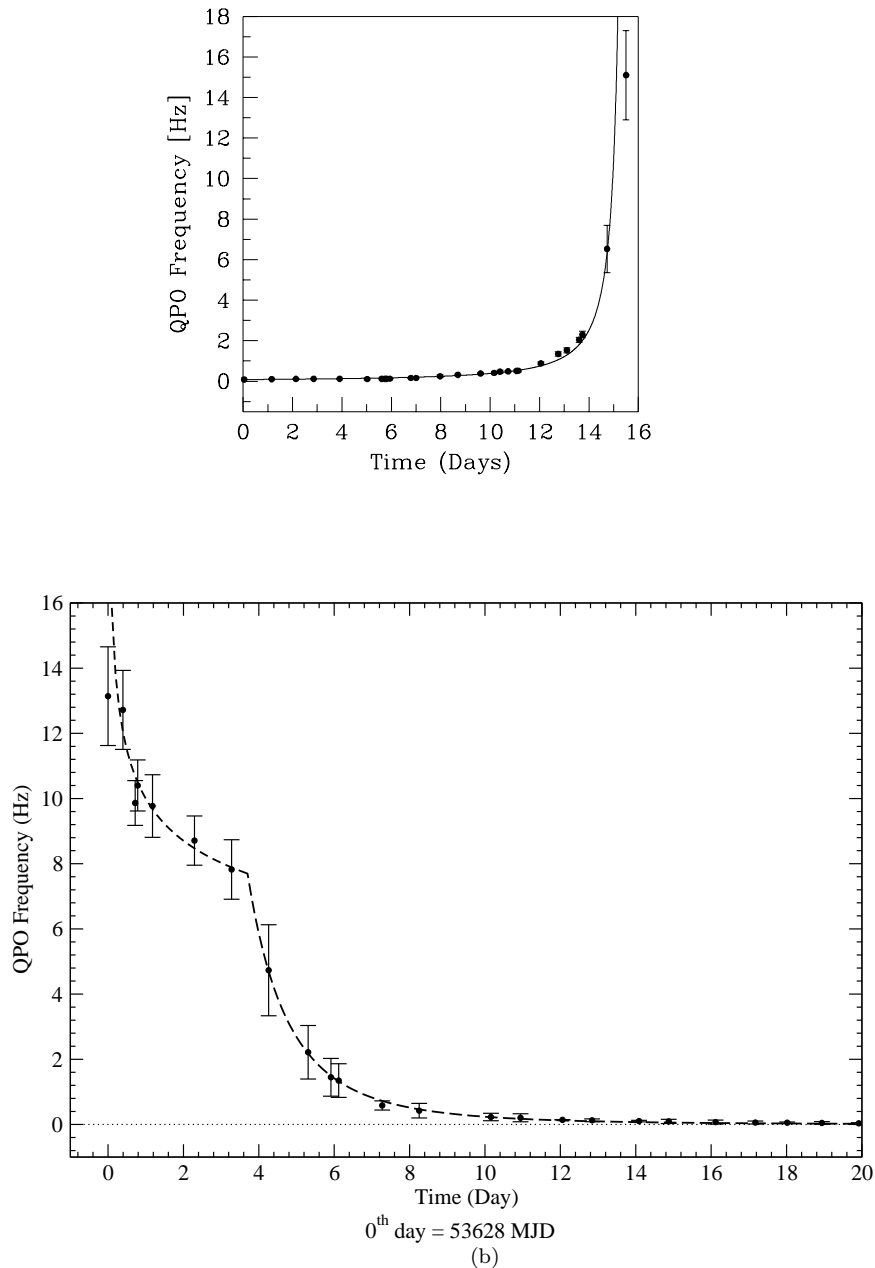 18
16
14
12
10
8
6
4
2
0
QPO Frequency [Hz]
0 2 4 6 8 10 12 14 16
Time (Days)
16
14
12
10
8
6
4
2
0
QPO Frequency (Hz)
0 2 4 6 8 10 12 14 16 18 20
Time (Day)
0th day = 53628 MJD
(b)